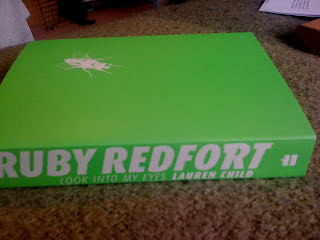 RUBY REDFORT
LOOK INTO MY EYES LAUREN CHILD